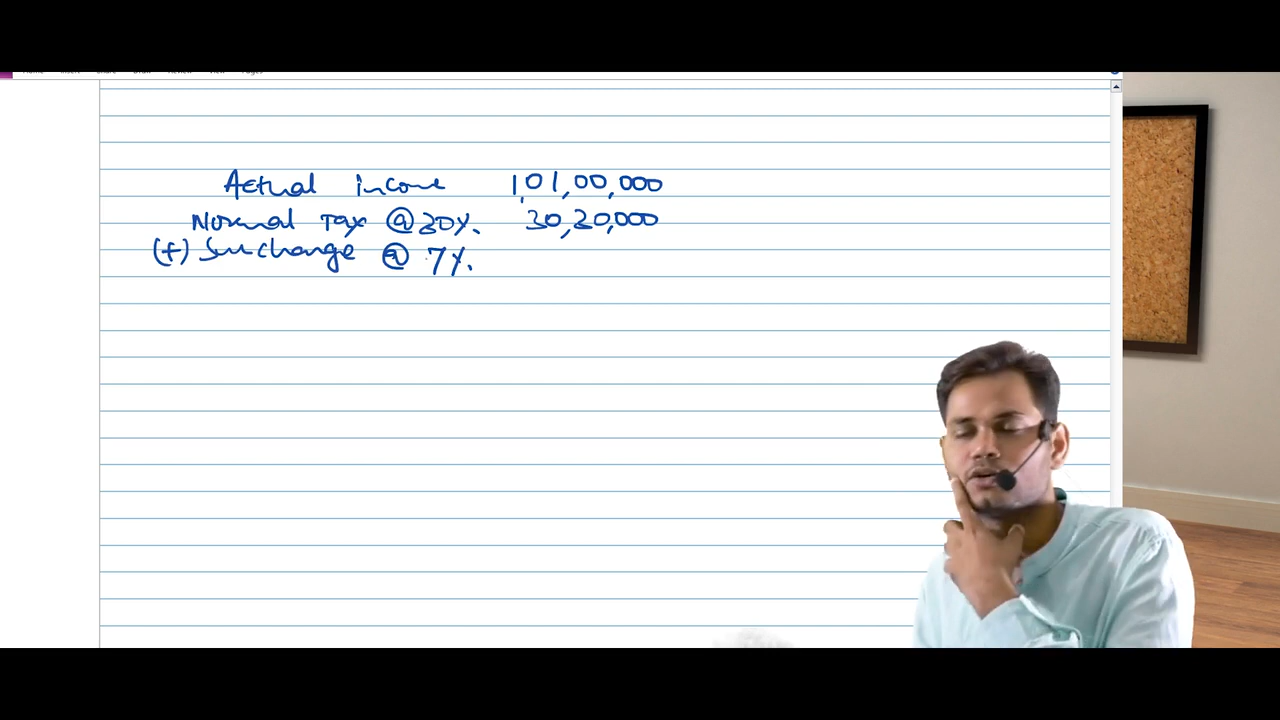 Actual income 1,01,00,000
Normal Tax @ 30%. 30,30,000
(+) Surcharge @ 7%.